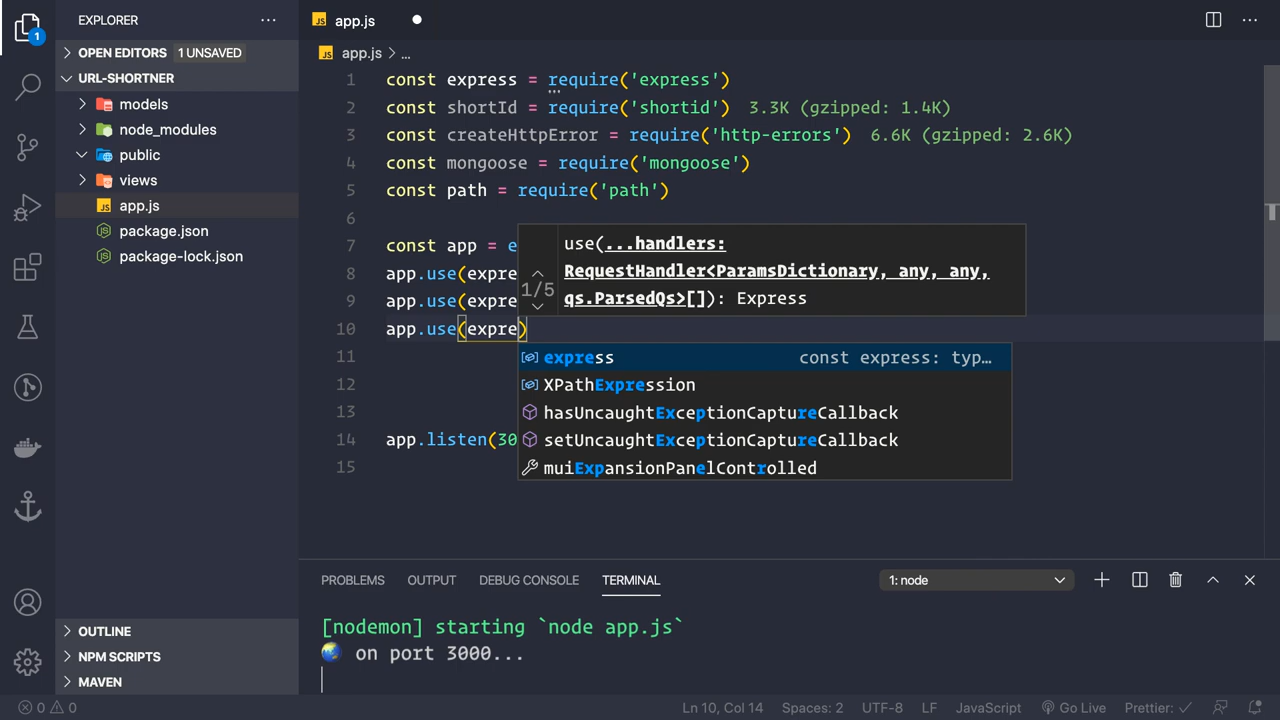 EXPLORER
OPEN EDITORS 1 UNSAVED
URL-SHORTNER
models
node_modules
public
views
app.js
package.json
package-lock.json
OUTLINE
NPM SCRIPTS
MAVEN
1
app.js
app.js > ...
1 const express = require('express')
2 const shortId = require('shortid') 3.3K (gzipped: 1.4K)
3 const createHttpError = require('http-errors') 6.6K (gzipped: 2.6K)
4 const mongoose = require('mongoose')
5 const path = require('path')
6
7 const app = e
8 app.use(expre
9 app.use(expre
10 app.use(expre)
11
12
13
14 app.listen(30
15
1/5
use(...handlers:
RequestHandler<ParamsDictionary, any, any,
qs.ParsedQs>[]): Express
express const express: typ…
XPathExpression
hasUncaughtExceptionCaptureCallback
setUncaughtExceptionCaptureCallback
muiExpansionPanelControlled
PROBLEMS OUTPUT DEBUG CONSOLE TERMINAL 1: node
[nodemon] starting `node app.js`
on port 3000...
0 0 Ln 10, Col 14 Spaces: 2 UTF-8 LF JavaScript Go Live Prettier: ✓